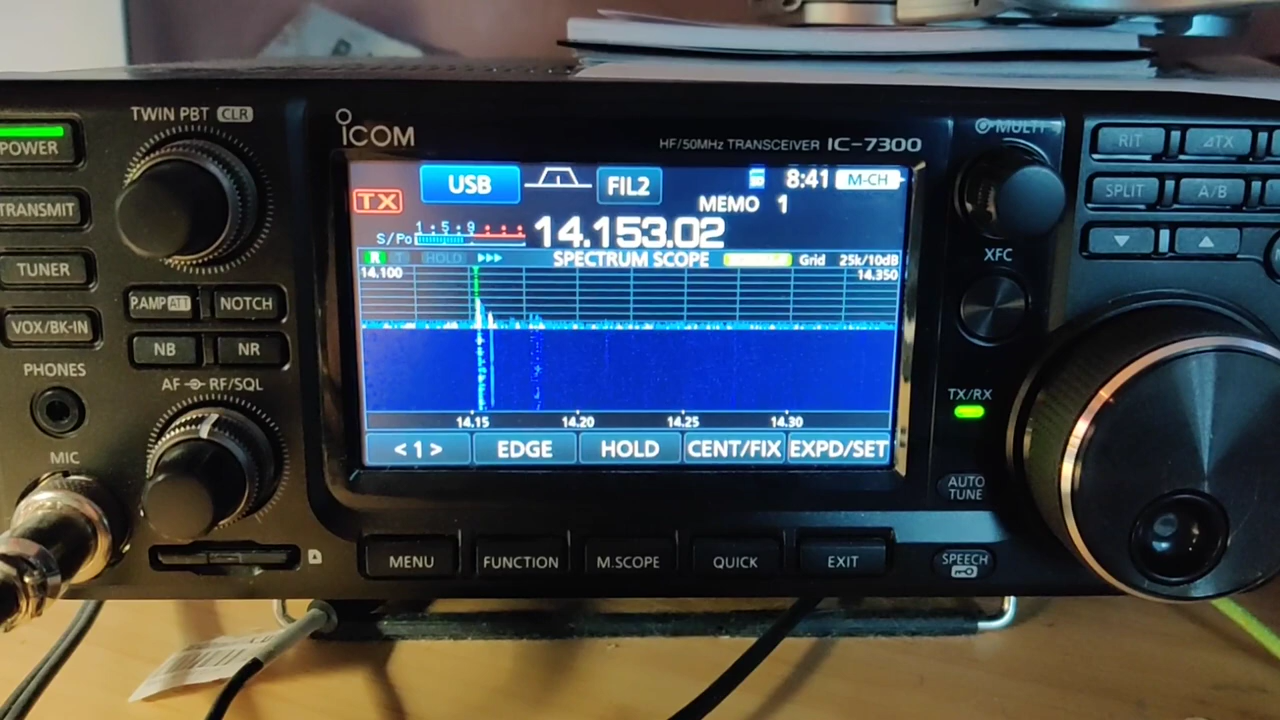 TWIN PBT CLR
ICOM
HF/50MHz TRANSCEIVER IC-7300
MULTI
POWER
TRANSMIT
TUNER
VOX/BK-IN
P.AMP ATT
NOTCH
NB
NR
PHONES
AF RF/SQL
MIC
TX
USB
FIL2
8:41
M-CH
MEMO 1
S/Po
1 5 9
14.153.02
R T HOLD
SPECTRUM SCOPE
Grid 25k/10dB
14.100
14.350
14.15
14.20
14.25
14.30
< 1 >
EDGE
HOLD
CENT/FIX
EXPD/SET
MENU
FUNCTION
M.SCOPE
QUICK
EXIT
RIT
⊿TX
SPLIT
A/B
XFC
TX/RX
AUTO
TUNE
SPEECH